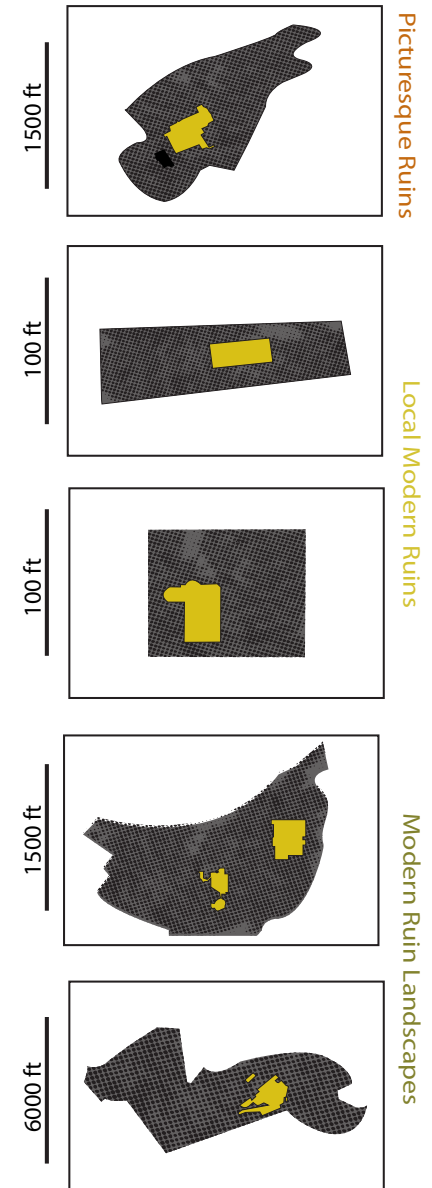 Picturesque Ruins
1500 ft
Local Modern Ruins
100 ft
100 ft
Modern Ruin Landscapes
1500 ft
6000 ft